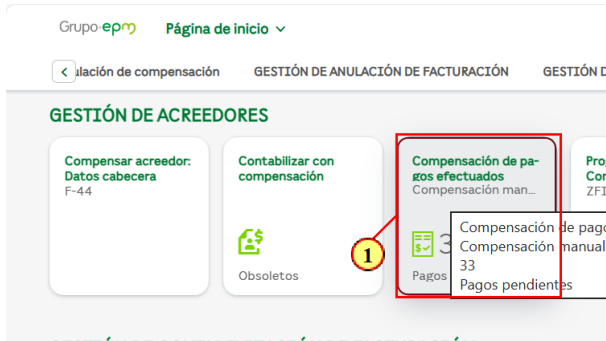 Grupo·epm Página de inicio
ulación de compensación GESTIÓN DE ANULACIÓN DE FACTURACIÓN GESTIÓN D
GESTIÓN DE ACREEDORES
Compensar acreedor:
Datos cabecera
F-44
Contabilizar con
compensación
Obsoletos
Compensación de pa-
gos efectuados
Compensación man...
3
Pagos
1
Compensación de pago
Compensación manual
33
Pagos pendientes
Pro
Co
ZFI